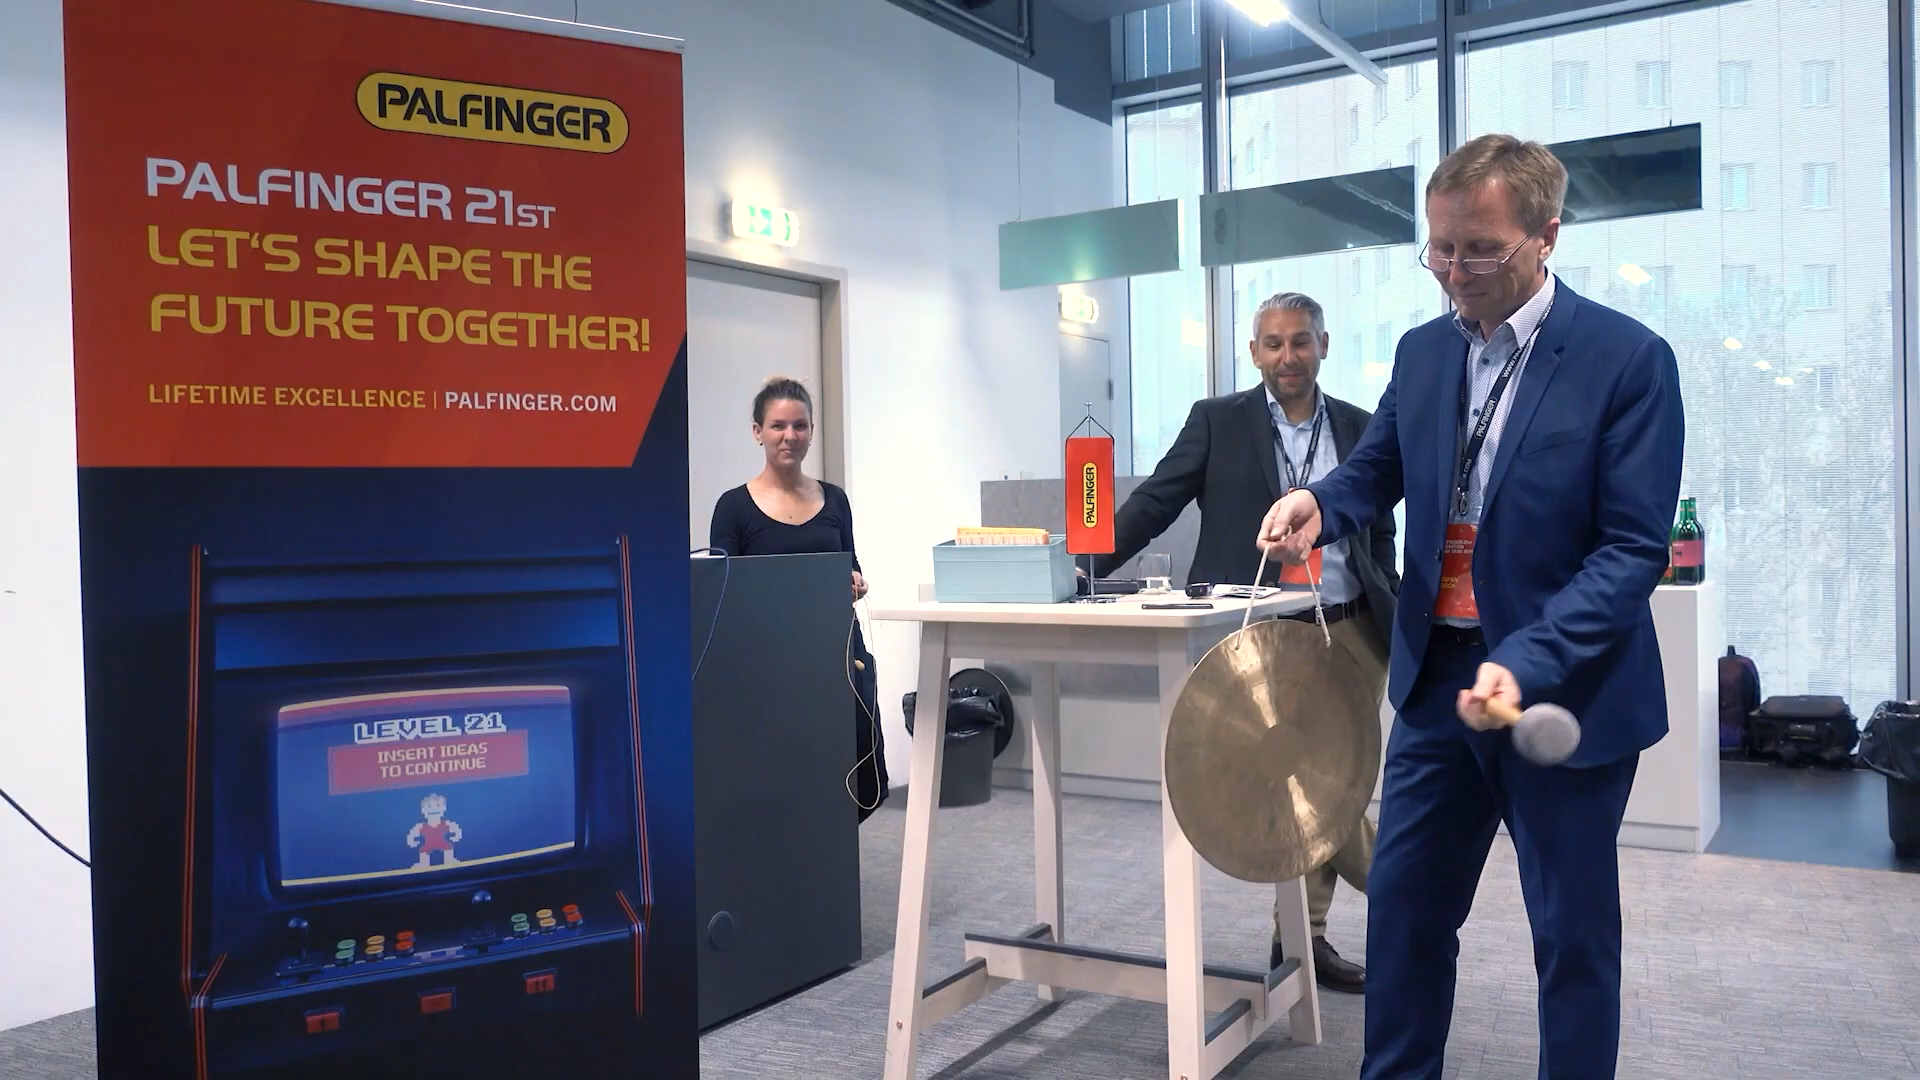 PALFINGER
PALFINGER 21ST
LET'S SHAPE THE
FUTURE TOGETHER!
LIFETIME EXCELLENCE | PALFINGER.COM
LEVEL 21
INSERT IDEAS
TO CONTINUE
PALFINGER
PALFINGER